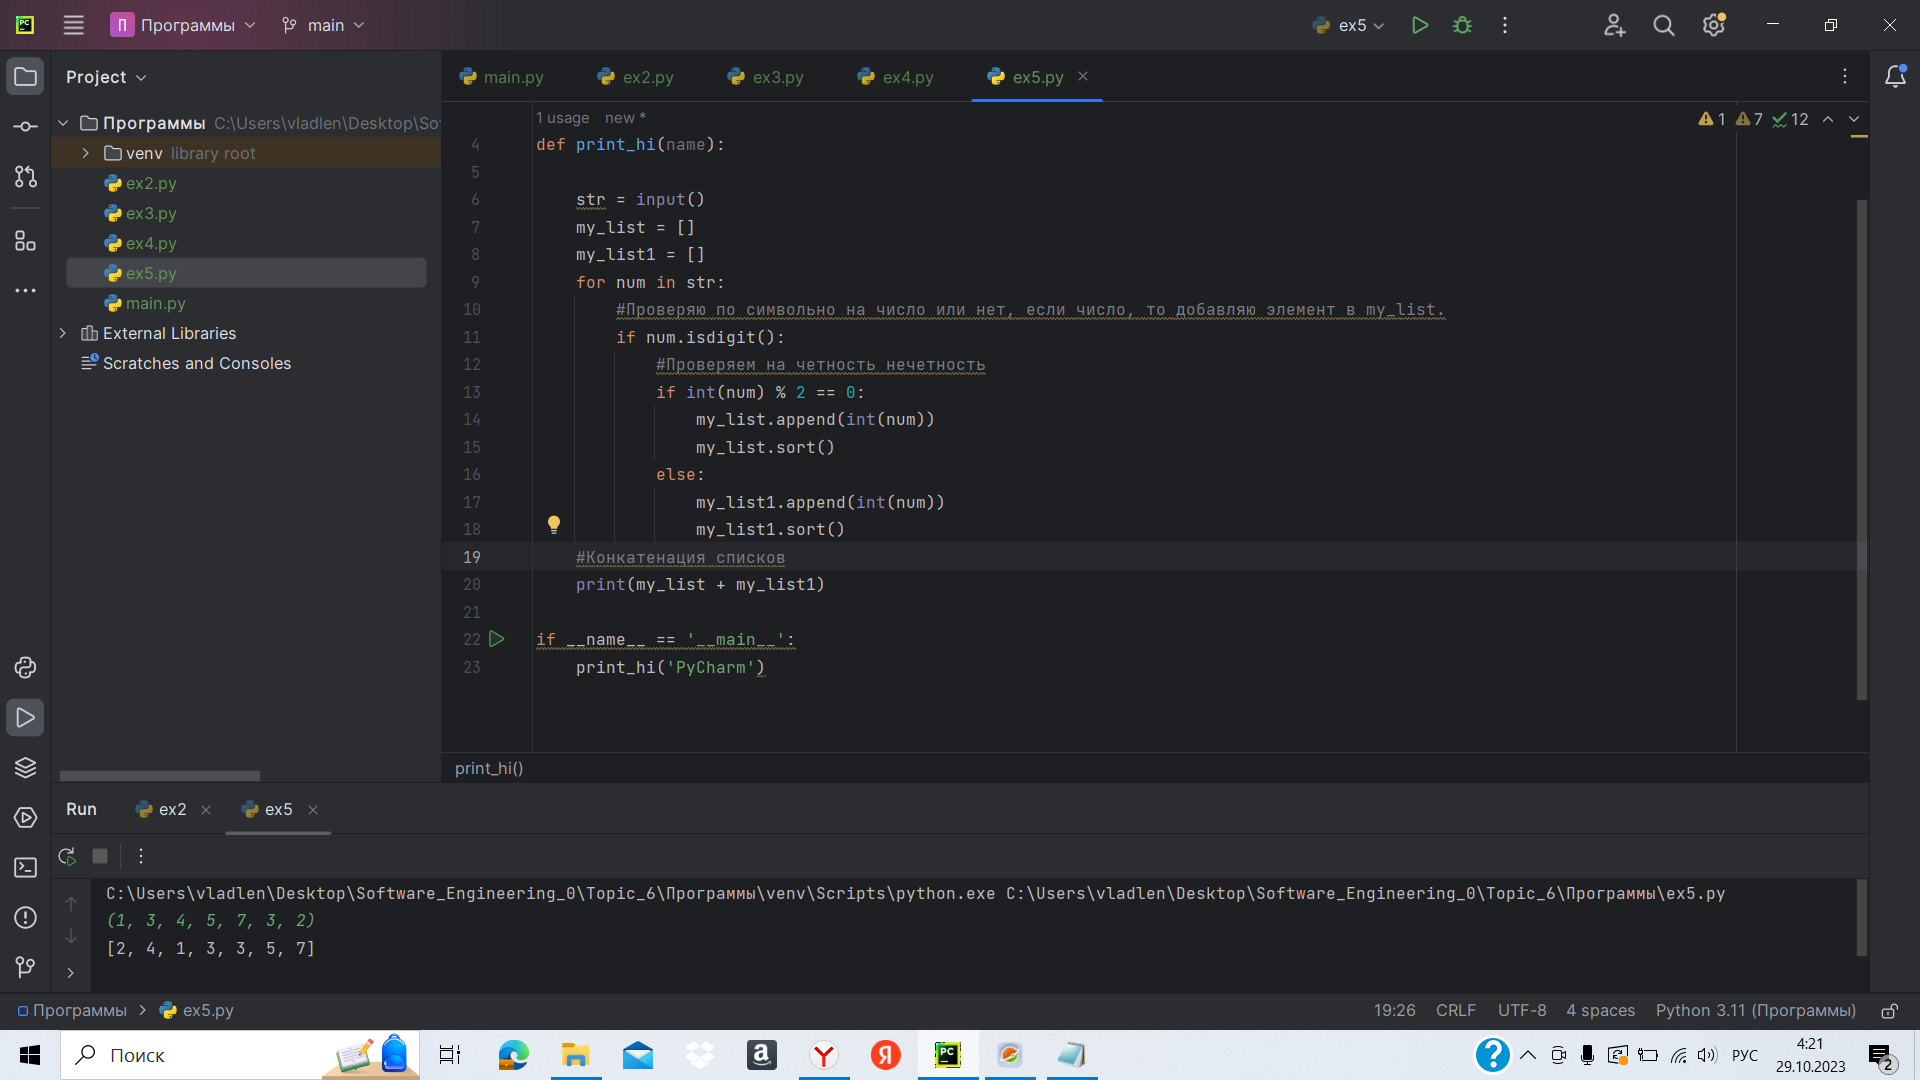 Программы main ex5
Project
main.py ex2.py ex3.py ex4.py ex5.py
Программы C:\Users\vladlen\Desktop\So
venv library root
ex2.py
ex3.py
ex4.py
ex5.py
main.py
External Libraries
Scratches and Consoles
1 usage new *
1 7 12
4 def print_hi(name):
5
6 str = input()
7 my_list = []
8 my_list1 = []
9 for num in str:
10 #Проверяю по символьно на число или нет, если число, то добавляю элемент в my_list.
11 if num.isdigit():
12 #Проверяем на четность нечетность
13 if int(num) % 2 == 0:
14 my_list.append(int(num))
15 my_list.sort()
16 else:
17 my_list1.append(int(num))
18 my_list1.sort()
19 #Конкатенация списков
20 print(my_list + my_list1)
21
22 if __name__ == '__main__':
23 print_hi('PyCharm')
print_hi()
Run ex2 ex5
C:\Users\vladlen\Desktop\Software_Engineering_0\Topic_6\Программы\venv\Scripts\python.exe C:\Users\vladlen\Desktop\Software_Engineering_0\Topic_6\Программы\ex5.py
(1, 3, 4, 5, 7, 3, 2)
[2, 4, 1, 3, 3, 5, 7]
Программы ex5.py
19:26 CRLF UTF-8 4 spaces Python 3.11 (Программы)
Поиск
РУС
4:21
29.10.2023
2